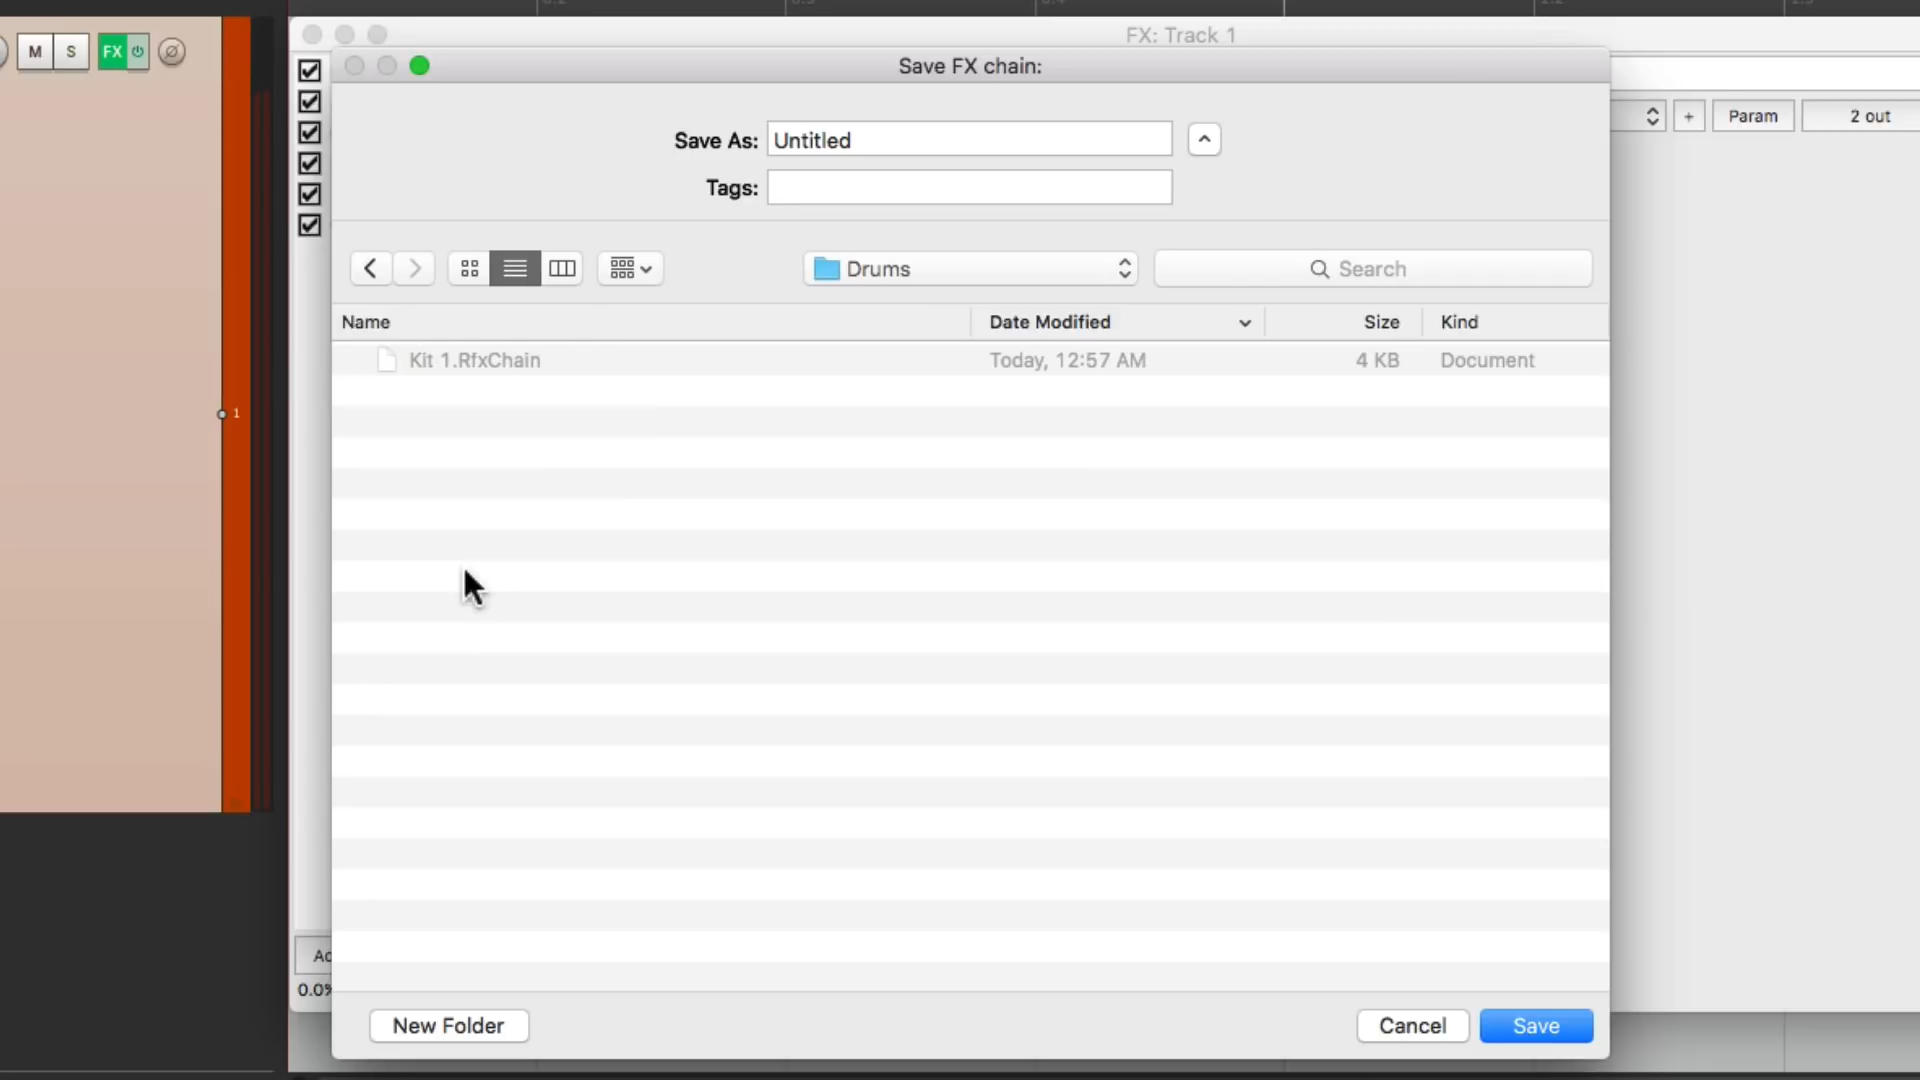 FX: Track 1
M S FX
Save FX chain:
Param 2 out
Save As: Untitled
Tags:
Drums
Search
Name Date Modified Size Kind
Kit 1.RfxChain Today, 12:57 AM 4 KB Document
1
0.0%
New Folder Cancel Save